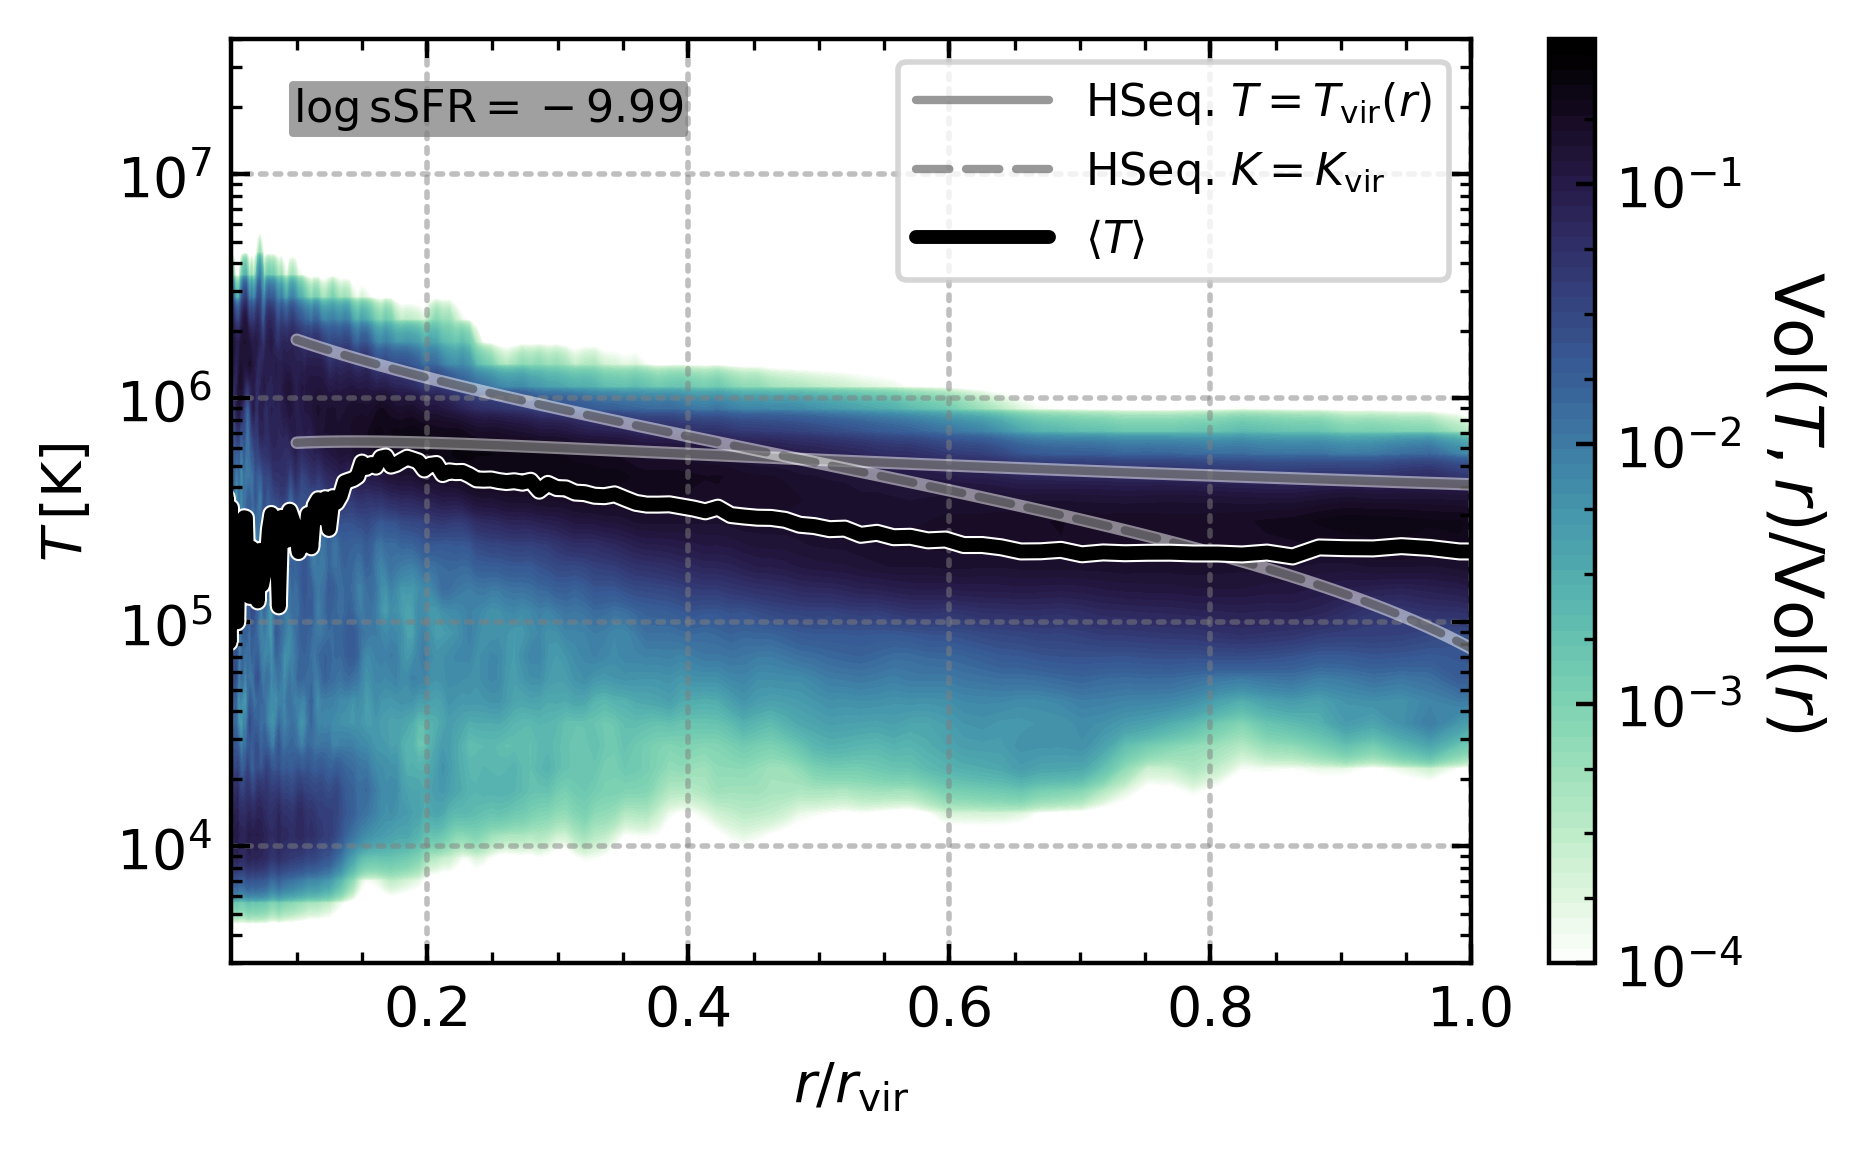 log sSFR = − 9.99
HSeq. T = T_vir(r)
HSeq. K = K_vir
⟨T⟩
10^7
10^6
10^5
10^4
T [K]
0.2
0.4
0.6
0.8
1.0
r/r_vir
10^−1
10^−2
10^−3
10^−4
Vol(T, r)/Vol(r)